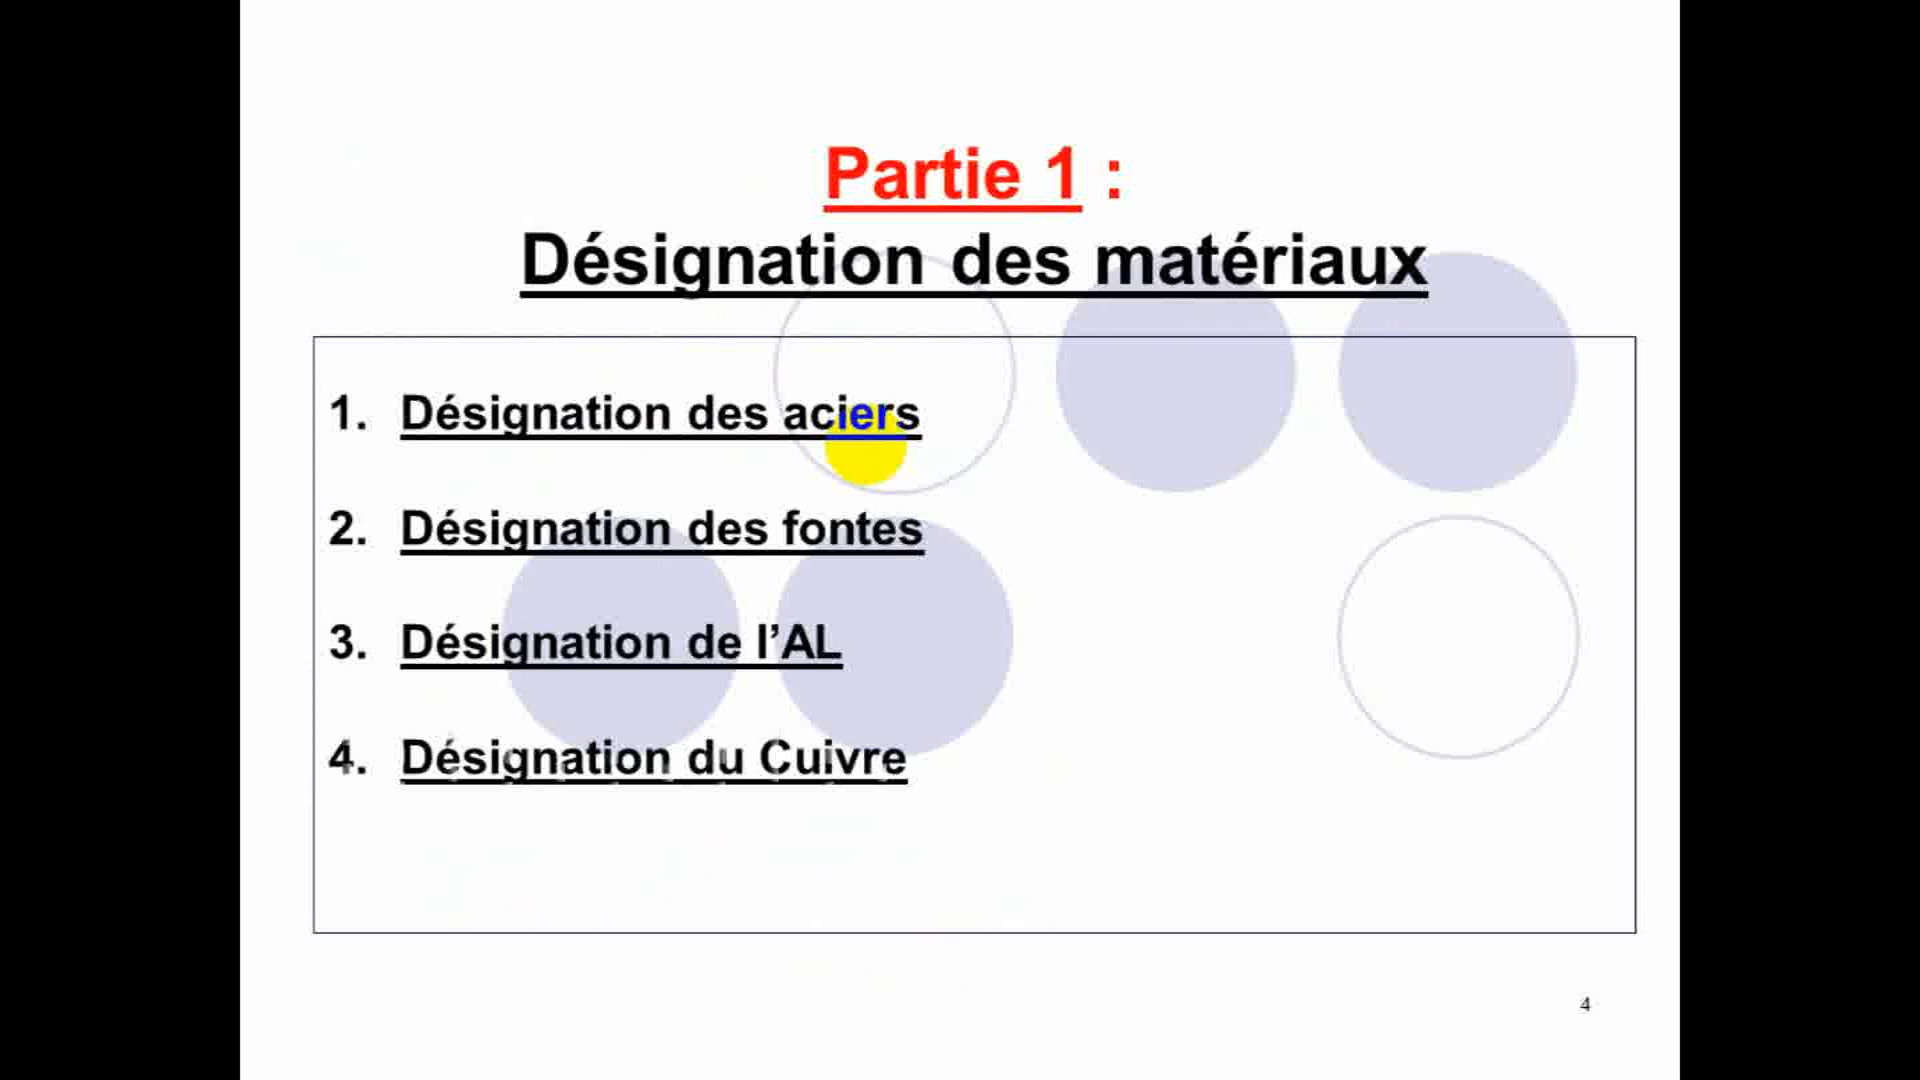 Partie 1 :
Désignation des matériaux
1. Désignation des aciers
2. Désignation des fontes
3. Désignation de l’AL
4. Désignation du Cuivre
4